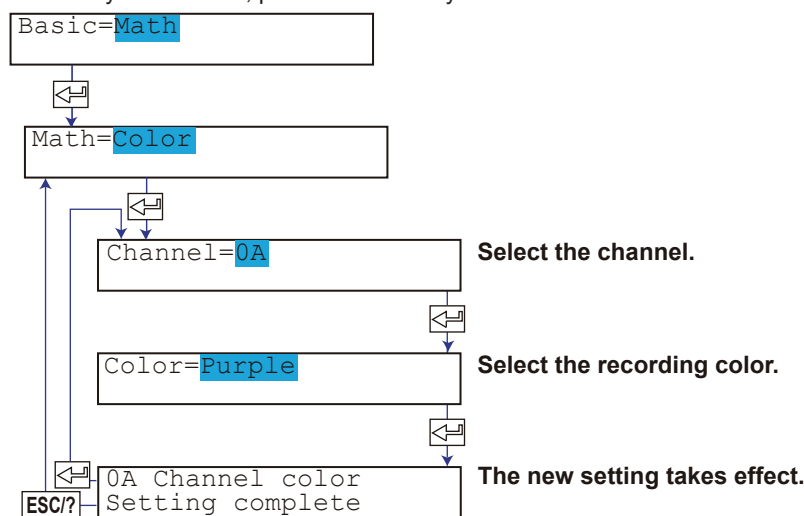 Basic=Math
Math=Color
Channel=0A Select the channel.
Color=Purple Select the recording color.
0A Channel color The new setting takes effect.
ESC/? Setting complete